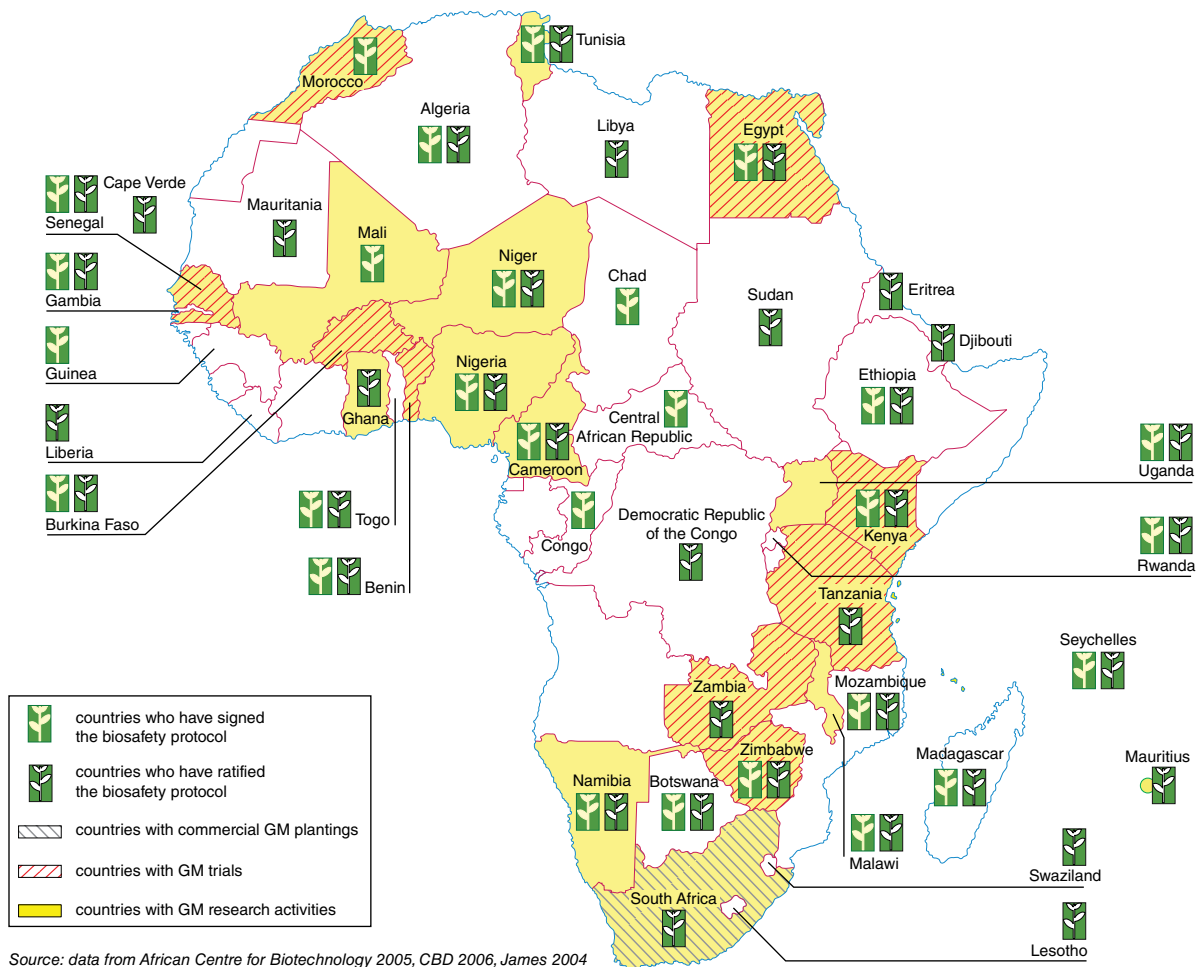 Tunisia
Morocco
Algeria
Libya
Egypt
Cape Verde
Senegal
Mauritania
Mali
Niger
Chad
Sudan
Eritrea
Gambia
Djibouti
Guinea
Nigeria
Ethiopia
Ghana
Central
African Republic
Liberia
Cameroon
Uganda
Burkina Faso
Togo
Democratic Republic
of the Congo
Congo
Kenya
Rwanda
Benin
Tanzania
Seychelles
Zambia
Mozambique
Zimbabwe
Madagascar
Mauritius
Namibia
Botswana
Malawi
Swaziland
South Africa
Lesotho
countries who have signed
the biosafety protocol
countries who have ratified
the biosafety protocol
countries with commercial GM plantings
countries with GM trials
countries with GM research activities
Source: data from African Centre for Biotechnology 2005, CBD 2006, James 2004